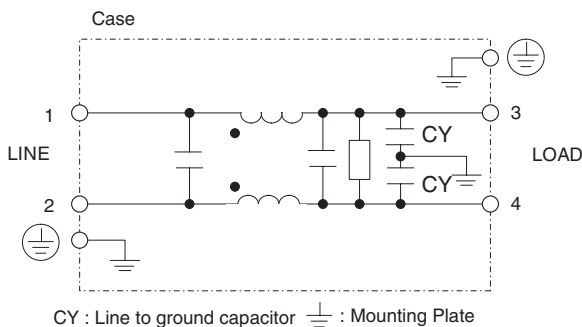 Case
1
3
CY
LINE
LOAD
CY
2
4
CY : Line to ground capacitor : Mounting Plate